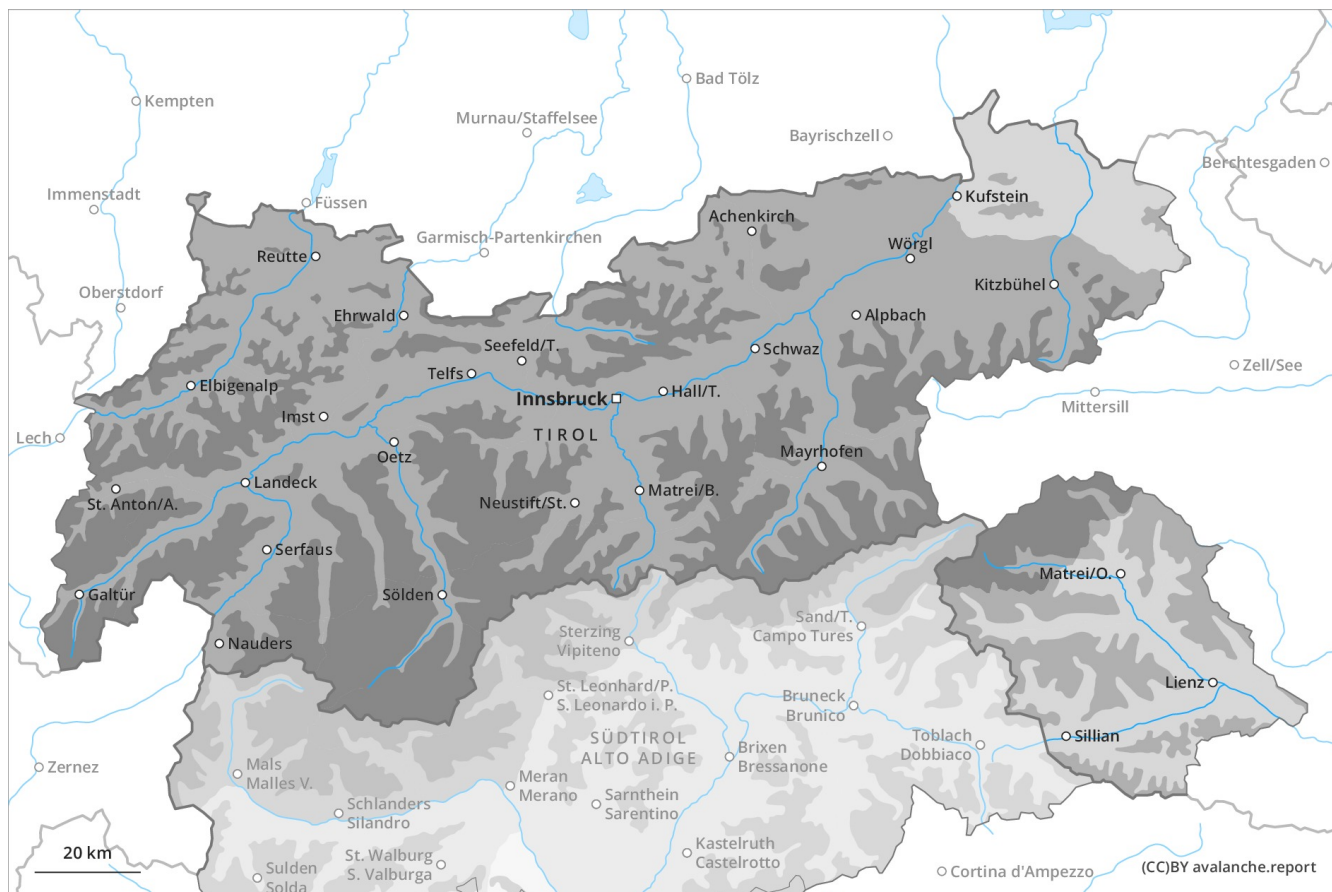 Bad Tölz
Kempten
Murnau/Staffelsee
Bayrischzell
Berchtesgaden
Immenstadt
Füssen
Kufstein
Achenkirch
Garmisch-Partenkirchen
Wörgl
Reutte
Kitzbühel
Oberstdorf
Ehrwald
Alpbach
Seefeld/T.
Schwaz
Telfs
Zell/See
Elbigenalp
Hall/T.
Innsbruck
Mittersill
Imst
TIROL
Lech
Oetz
Mayrhofen
Landeck
Matrei/B.
St. Anton/A.
Neustift/St.
Serfaus
Matrei/O.
Galtür
Sölden
Sand/T.
Campo Tures
Sterzing
Vipiteno
Nauders
Lienz
St. Leonhard/P.
S. Leonardo i. P.
Bruneck
Brunico
SÜDTIROL
ALTO ADIGE
Sillian
Toblach
Dobbiaco
Brixen
Bressanone
Zernez
Mals
Malles V.
Meran
Merano
Sarnthein
Sarentino
Schlanders
Silandro
Kastelruth
Castelrotto
20 km
St. Walburg
S. Valburga
Sulden
Solda
Cortina d'Ampezzo
(CC)BY avalanche.report